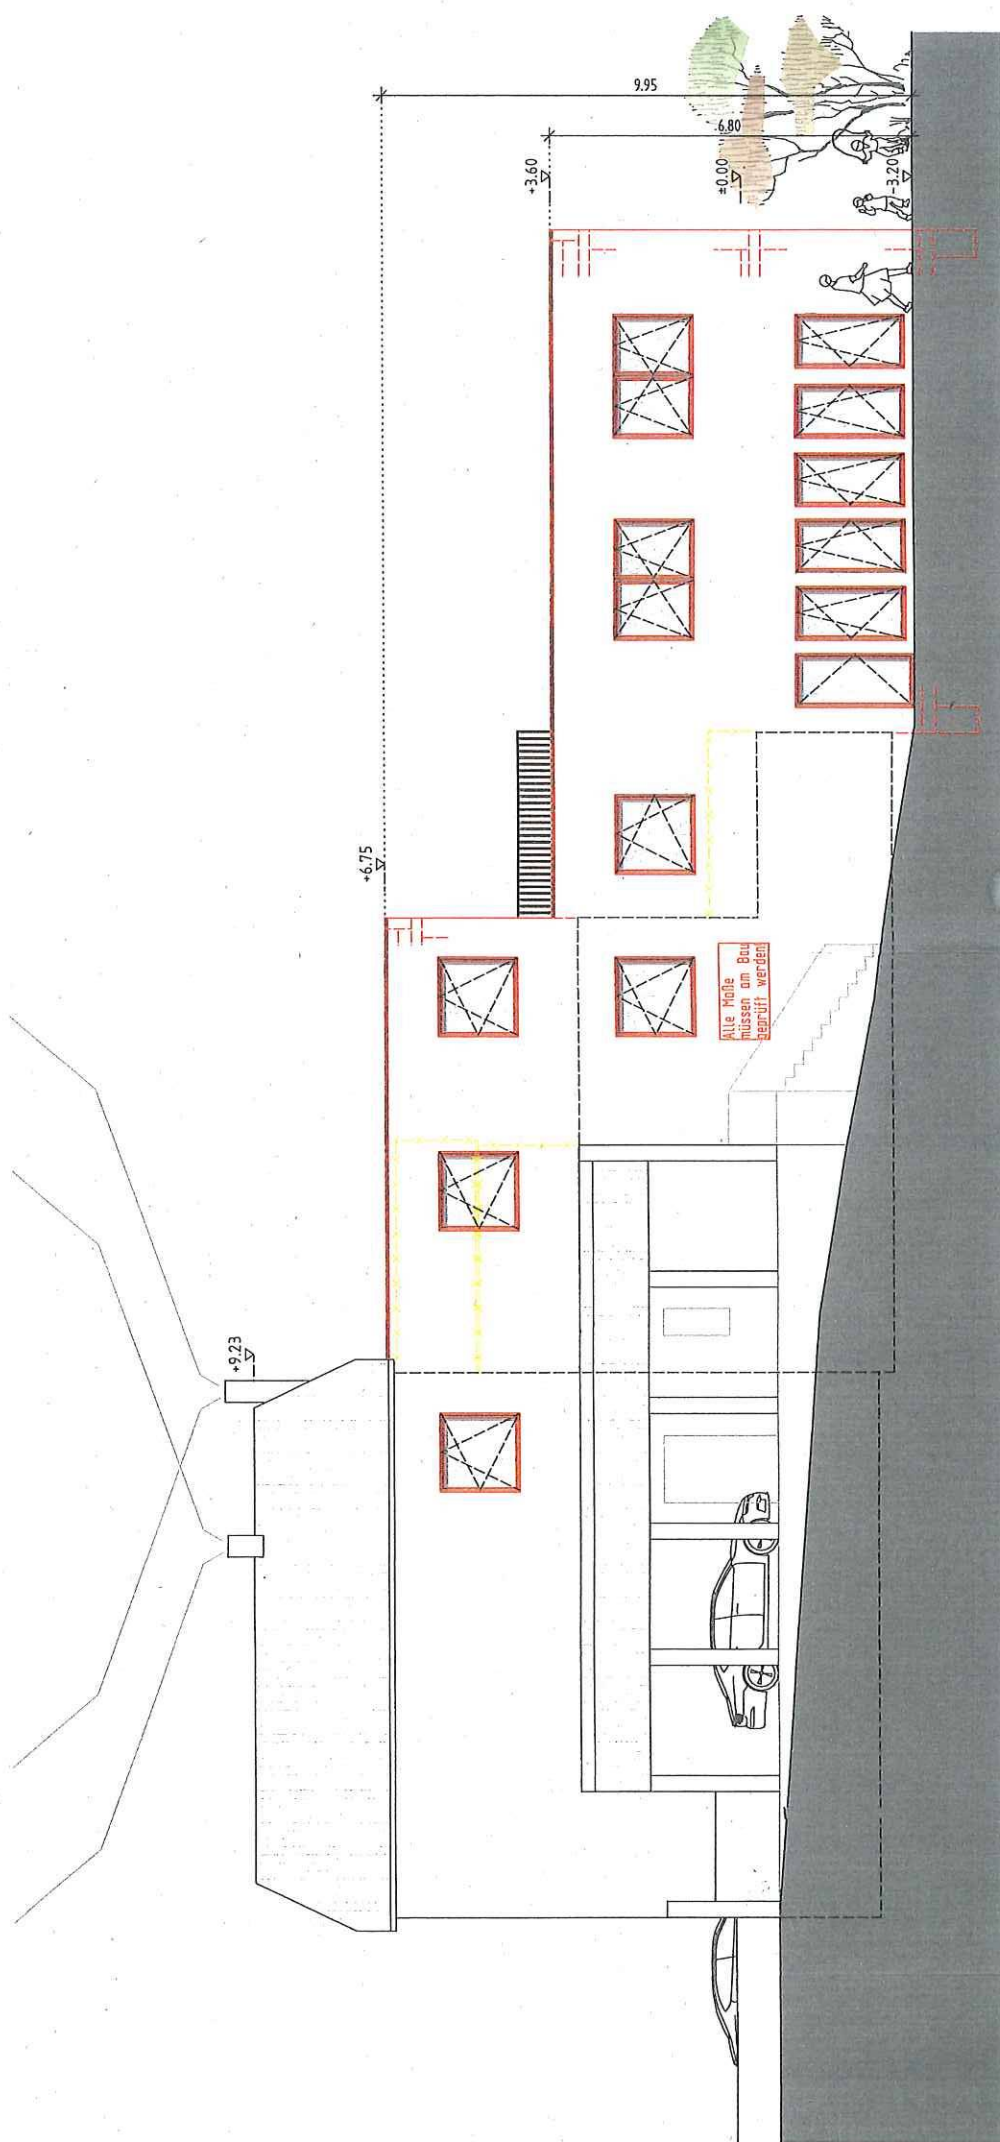 9.95
6.80
+3.60
±0.00
-3.20
+6.75
+9.23
Alle Maße
müssen am Bau
geprüft werden